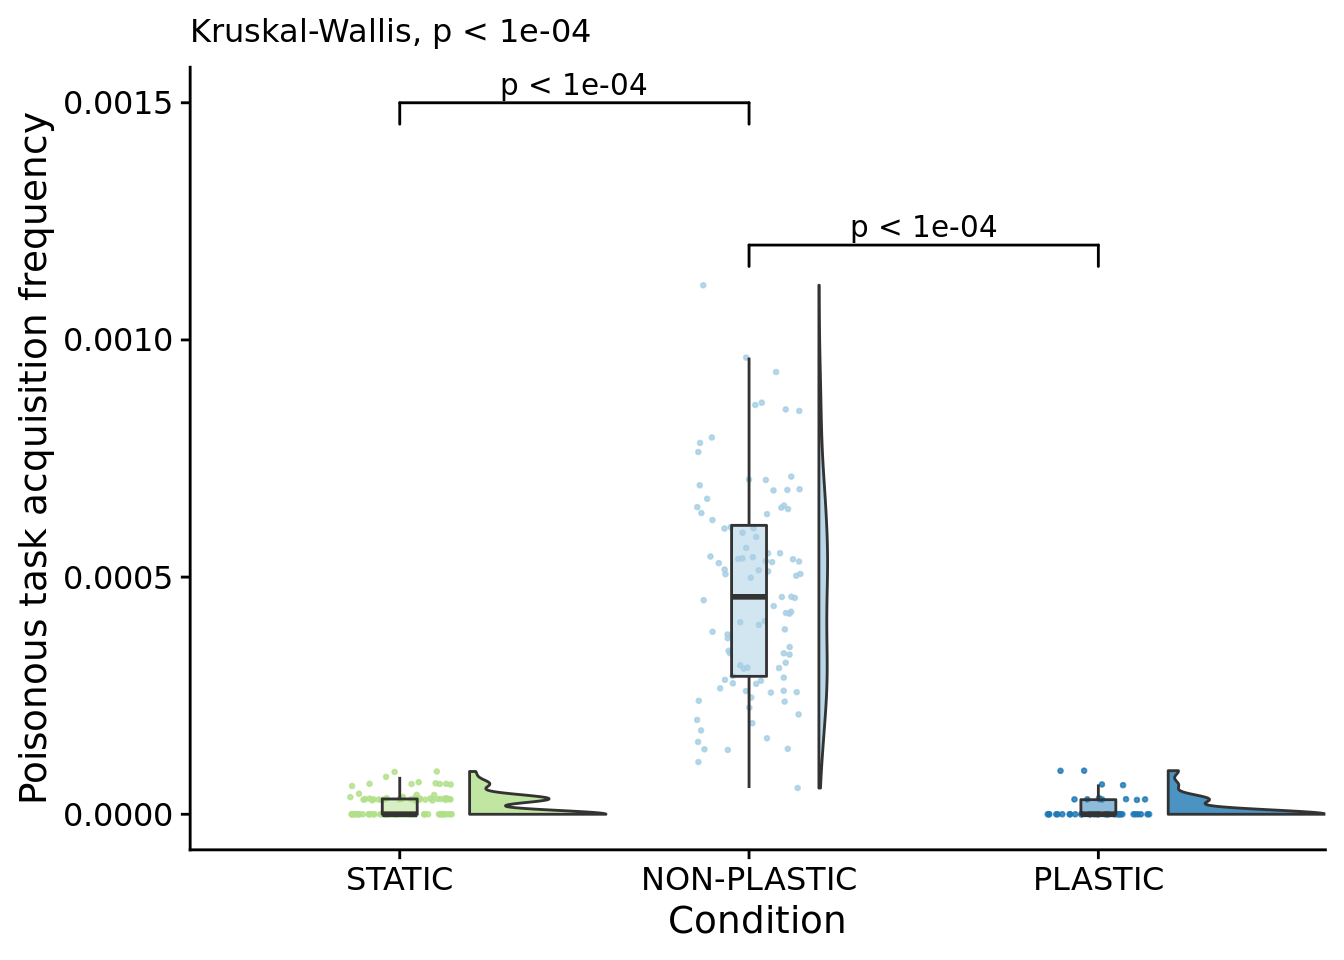 Kruskal-Wallis, p < 1e-04
p < 1e-04
p < 1e-04
Poisonous task acquisition frequency
0.0015
0.0010
0.0005
0.0000
STATIC
NON-PLASTIC
PLASTIC
Condition